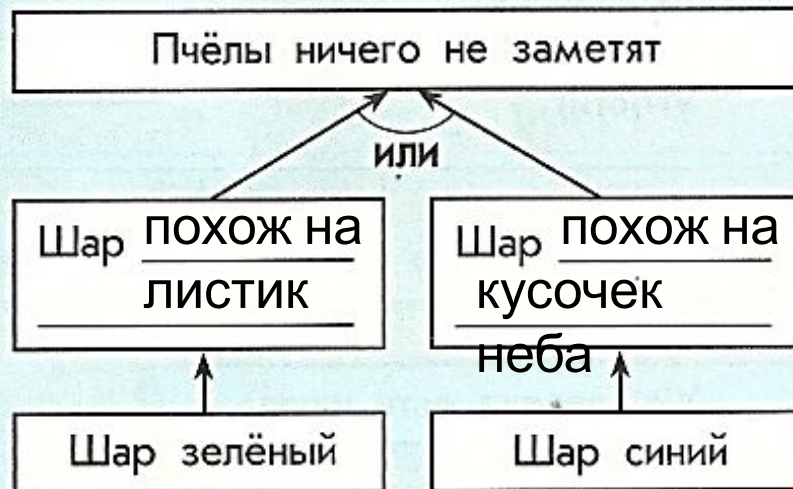 Пчёлы ничего не заметят
или
Шар похож на
листик
Шар похож на
кусочек
неба
Шар зелёный
Шар синий